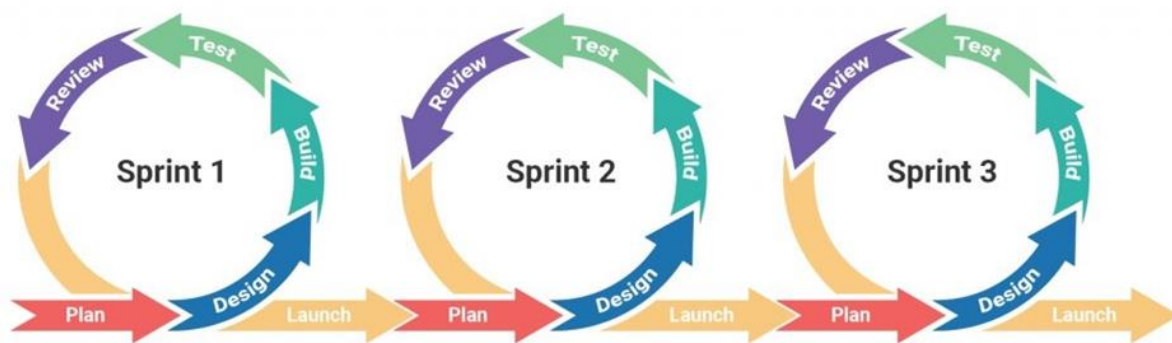 Test
Review
Build
Sprint 1
Design
Plan
Launch
Test
Review
Build
Sprint 2
Design
Plan
Launch
Test
Review
Build
Sprint 3
Design
Plan
Launch